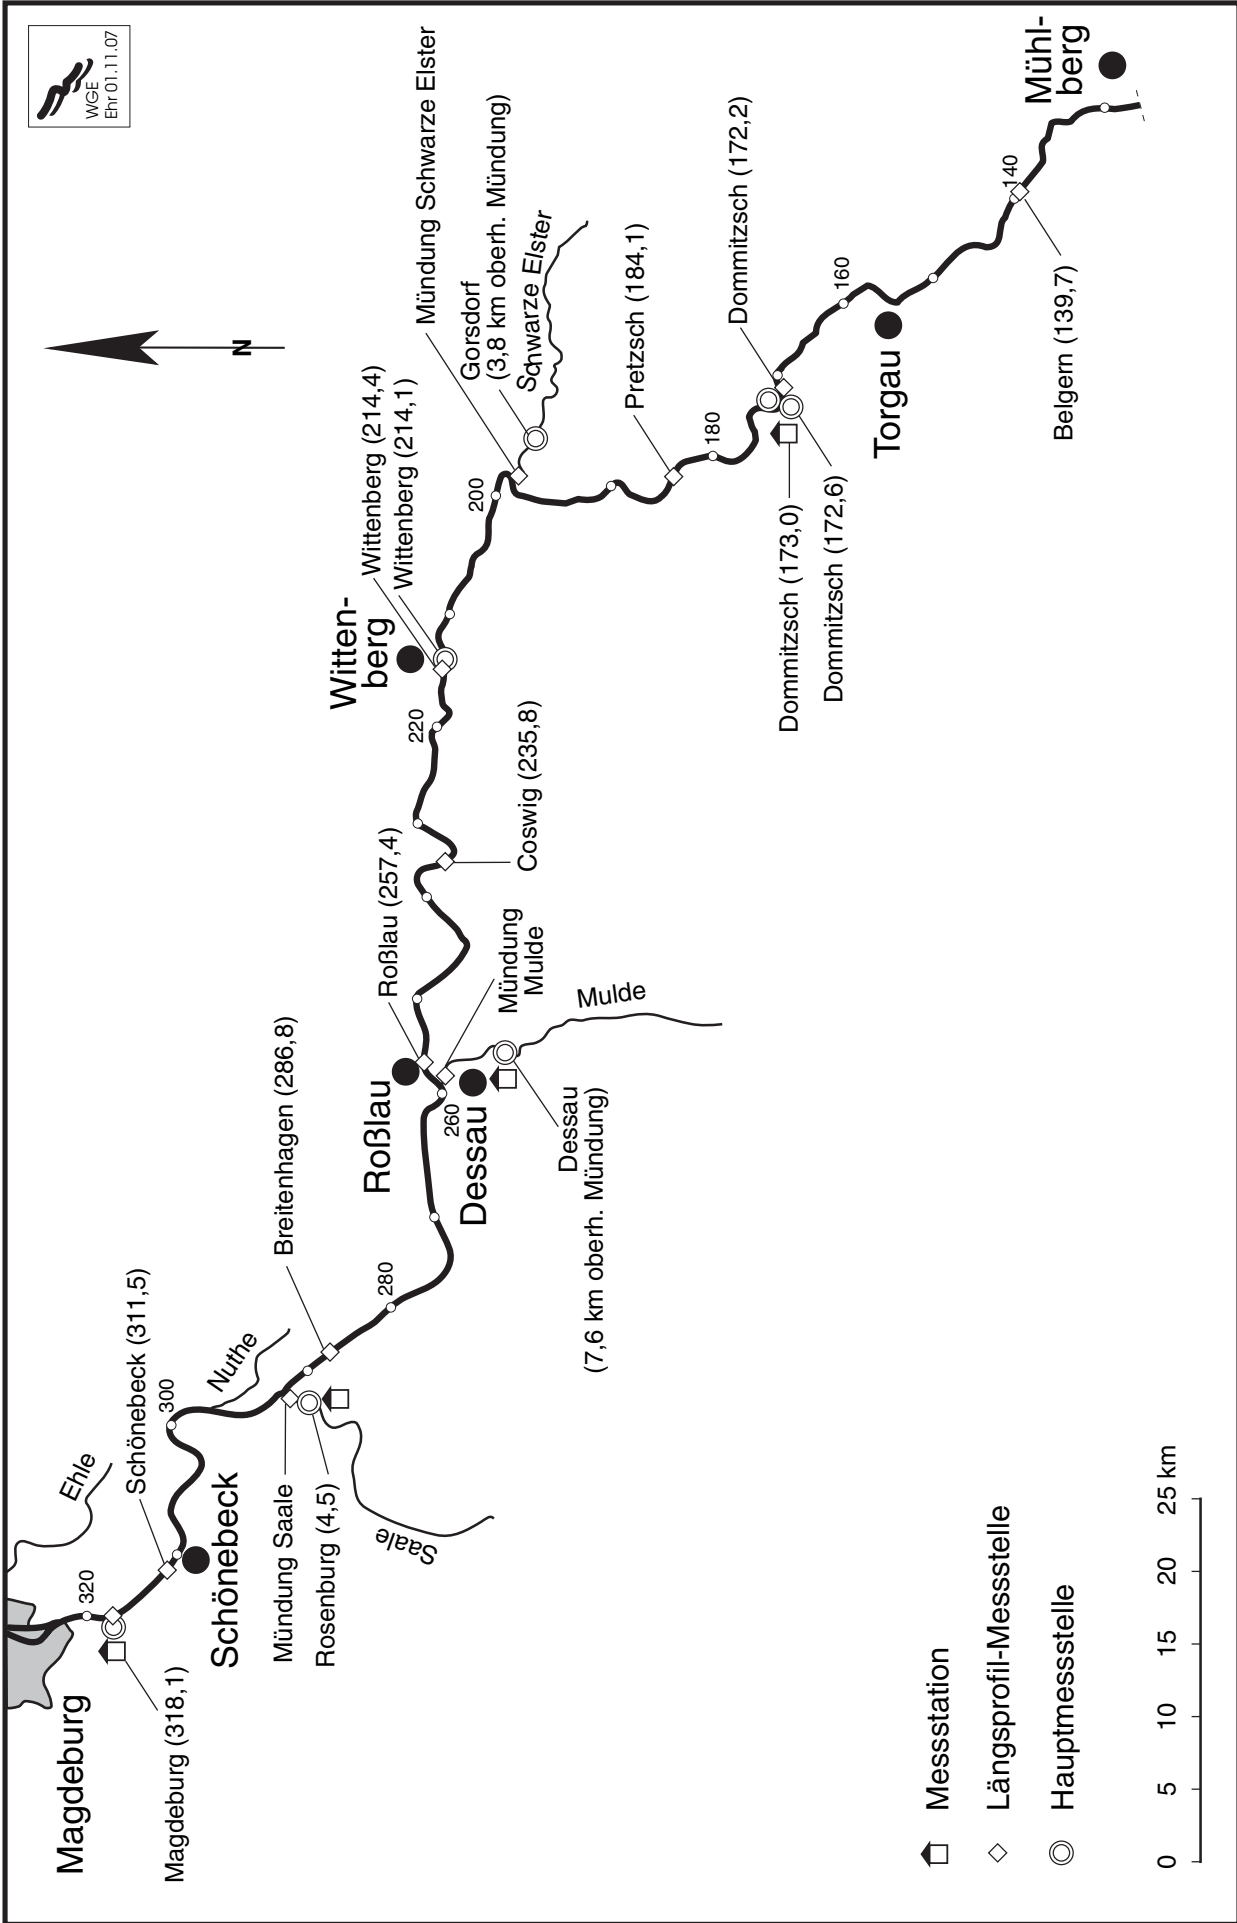 WGE
Ehr 01.11.07
N
Ehle
Magdeburg
320
Magdeburg (318,1)
Schönebeck (311,5)
Schönebeck
300
Nuthe
Mündung Saale
Rosenburg (4,5)
Saale
Breitenhagen (286,8)
280
Roßlau
Roßlau (257,4)
260
Dessau
Dessau
(7,6 km oberh. Mündung)
Mündung
Mulde
Mulde
Coswig (235,8)
220
Witten-
berg
Wittenberg (214,4)
Wittenberg (214,1)
200
Mündung Schwarze Elster
Gorsdorf
(3,8 km oberh. Mündung)
Schwarze Elster
Pretzsch (184,1)
180
Dommitzsch (172,2)
Dommitzsch (173,0)
Dommitzsch (172,6)
160
Torgau
140
Belgern (139,7)
Mühl-
berg
Messstation
Längsprofil-Messstelle
Hauptmessstelle
0 5 10 15 20 25 km